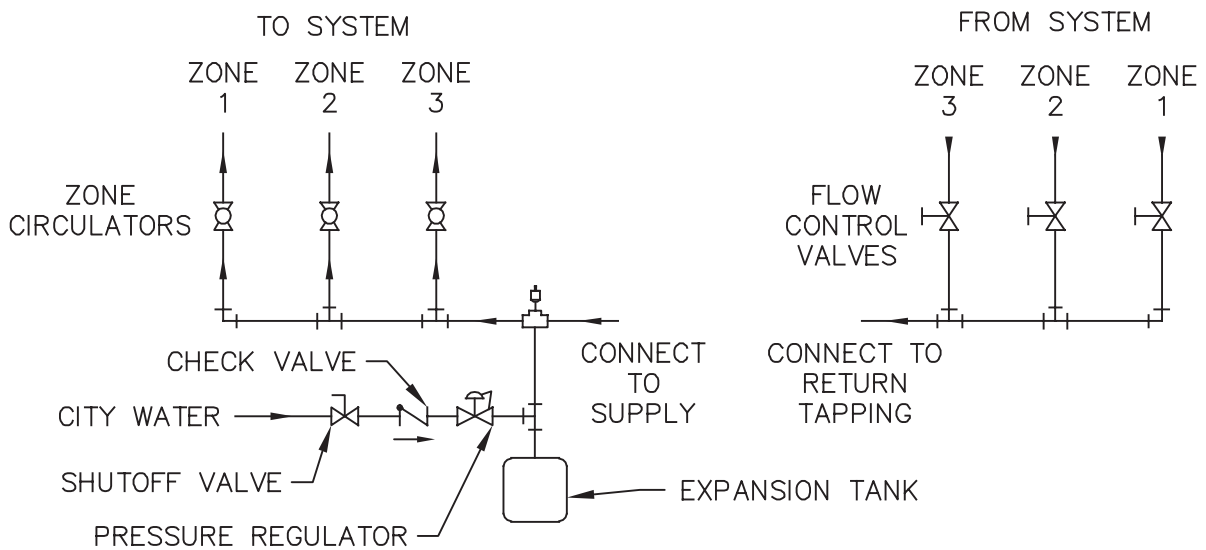 TO SYSTEM
ZONE
1
ZONE
2
ZONE
3
ZONE
CIRCULATORS
FROM SYSTEM
ZONE
3
ZONE
2
ZONE
1
FLOW
CONTROL
VALVES
CONNECT
TO
SUPPLY
CONNECT TO
RETURN
TAPPING
CHECK VALVE
CITY WATER
SHUTOFF VALVE
PRESSURE REGULATOR
EXPANSION TANK